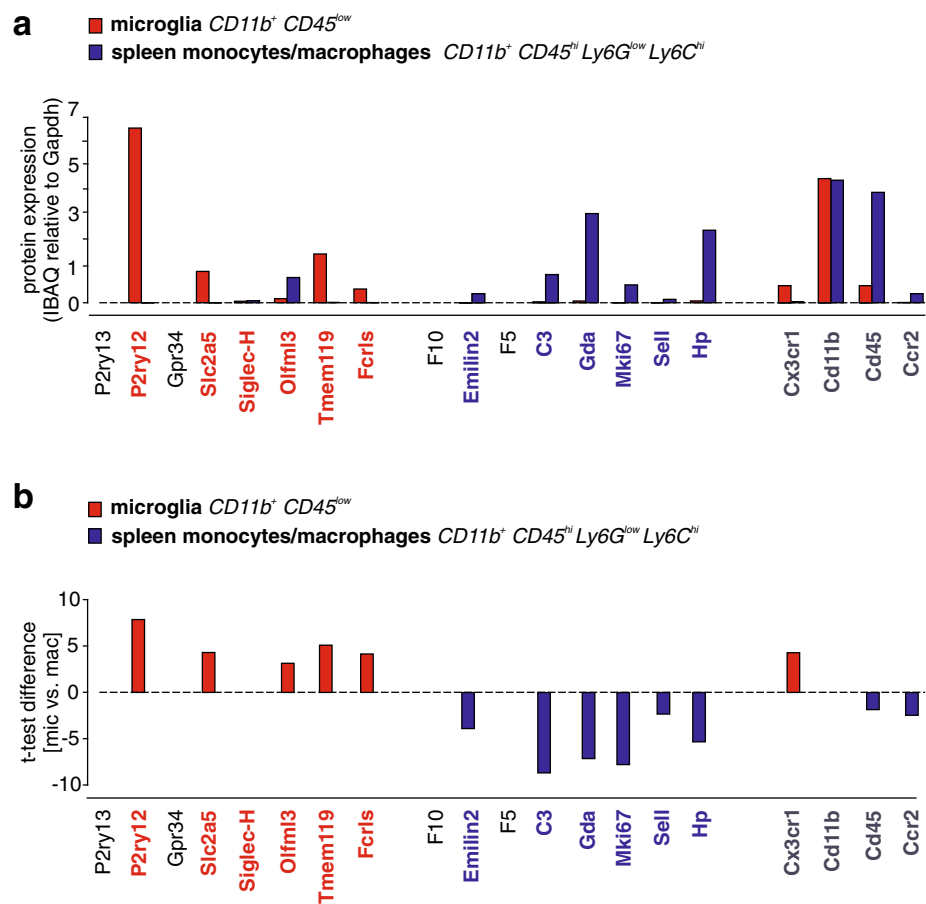 a
microglia CD11b⁺ CD45ˡᵒʷ
spleen monocytes/macrophages CD11b⁺ CD45ʰⁱ Ly6Gˡᵒʷ Ly6Cʰⁱ
protein expression
(IBAQ relative to Gapdh)
7
5
3
1
0
P2ry13
P2ry12
Gpr34
Slc2a5
Siglec-H
Olfml3
Tmem119
Fcrls
F10
Emilin2
F5
C3
Gda
Mki67
Sell
Hp
Cx3cr1
Cd11b
Cd45
Ccr2
b
microglia CD11b⁺ CD45ˡᵒʷ
spleen monocytes/macrophages CD11b⁺ CD45ʰⁱ Ly6Gˡᵒʷ Ly6Cʰⁱ
t-test difference
[mic vs. mac]
10
5
0
-5
-10
P2ry13
P2ry12
Gpr34
Slc2a5
Siglec-H
Olfml3
Tmem119
Fcrls
F10
Emilin2
F5
C3
Gda
Mki67
Sell
Hp
Cx3cr1
Cd11b
Cd45
Ccr2